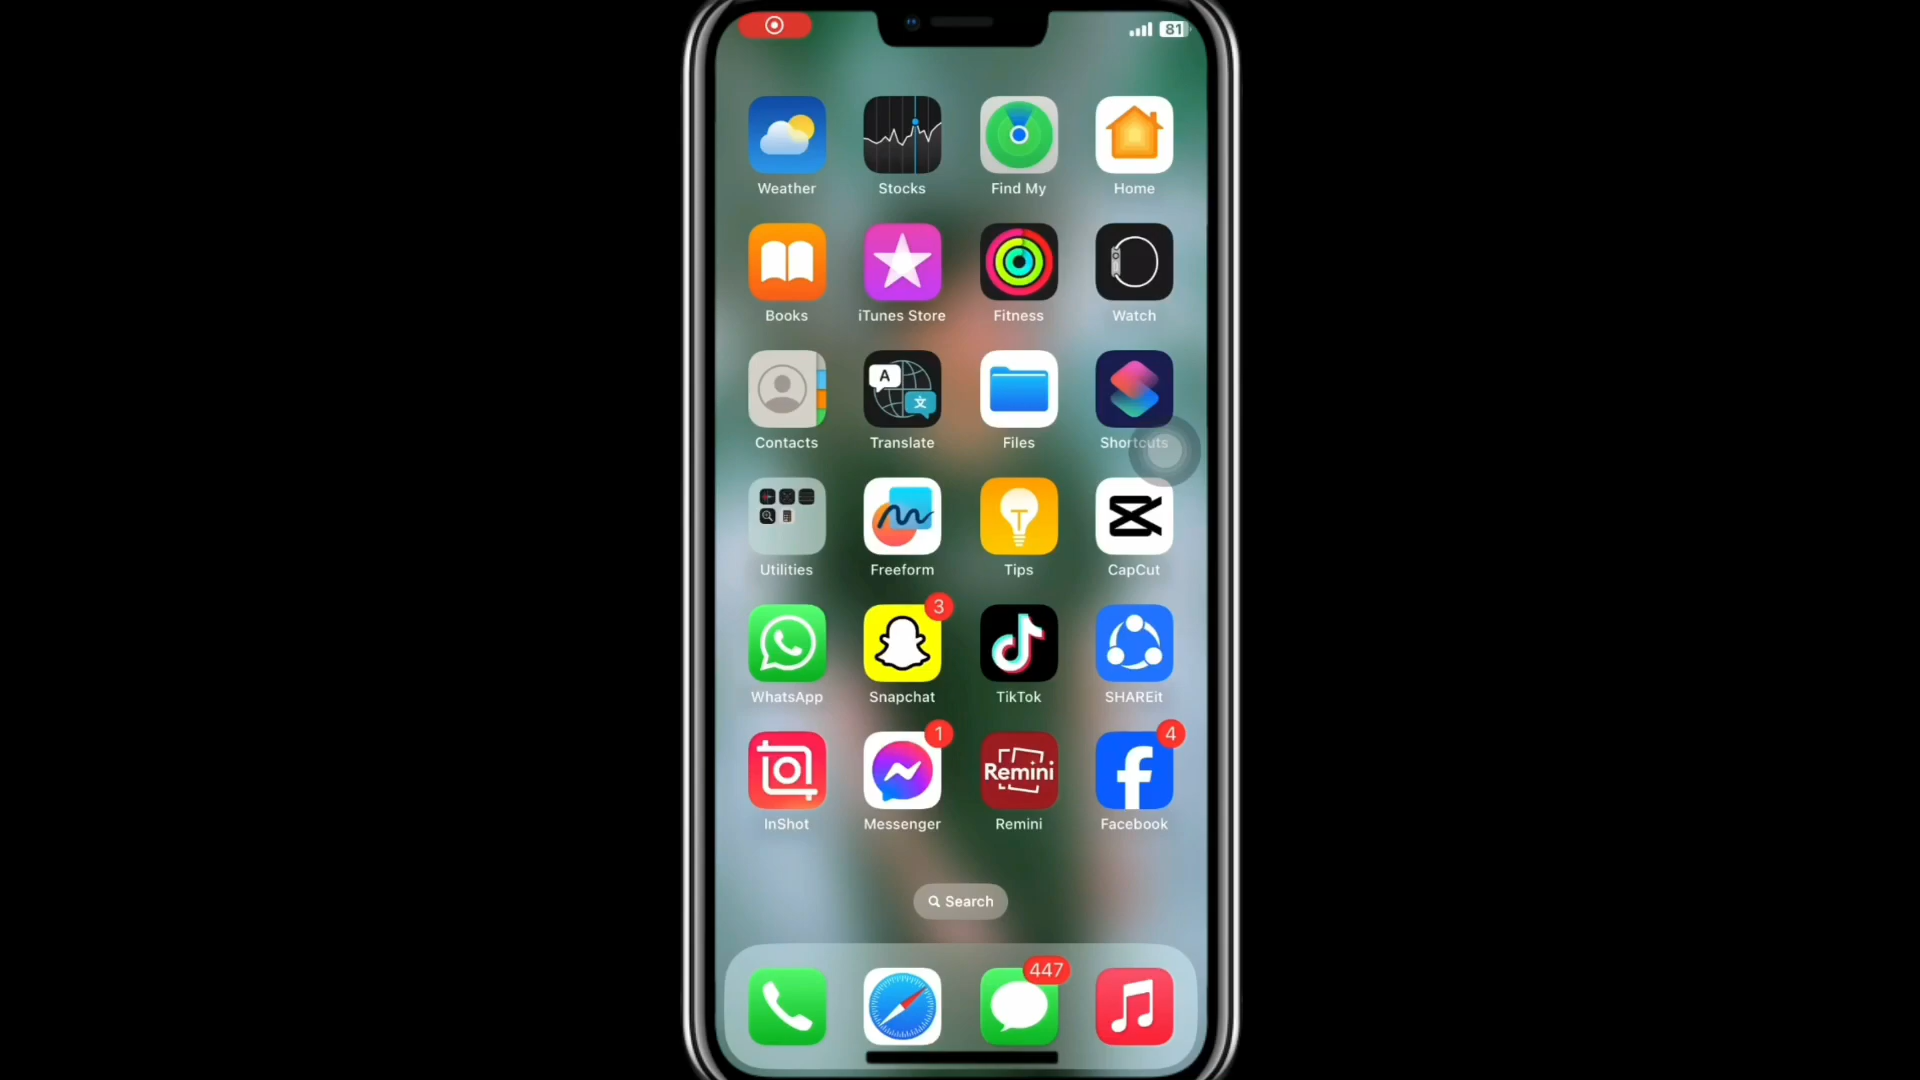 81
Weather Stocks Find My Home
Books iTunes Store Fitness Watch
A
文
Contacts Translate Files Shortcuts
Utilities Freeform Tips CapCut
3
WhatsApp Snapchat TikTok SHAREit
1 4
Remini
InShot Messenger Remini Facebook
Search
447